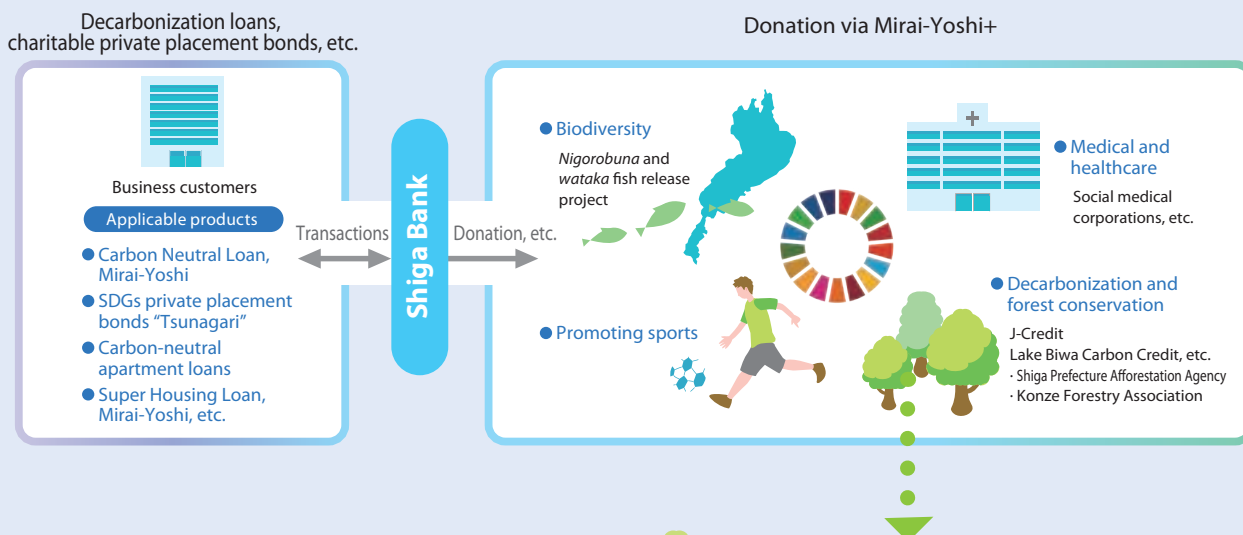 Decarbonization loans,
charitable private placement bonds, etc.
Business customers
Applicable products
● Carbon Neutral Loan,
Mirai-Yoshi
● SDGs private placement
bonds “Tsunagari”
● Carbon-neutral
apartment loans
● Super Housing Loan,
Mirai-Yoshi, etc.
Transactions
Shiga Bank
Donation, etc.
Donation via Mirai-Yoshi+
● Biodiversity
Nigorobuna and
wataka fish release
project
● Medical and
healthcare
Social medical
corporations, etc.
● Promoting sports
● Decarbonization and
forest conservation
J-Credit
Lake Biwa Carbon Credit, etc.
· Shiga Prefecture Afforestation Agency
· Konze Forestry Association